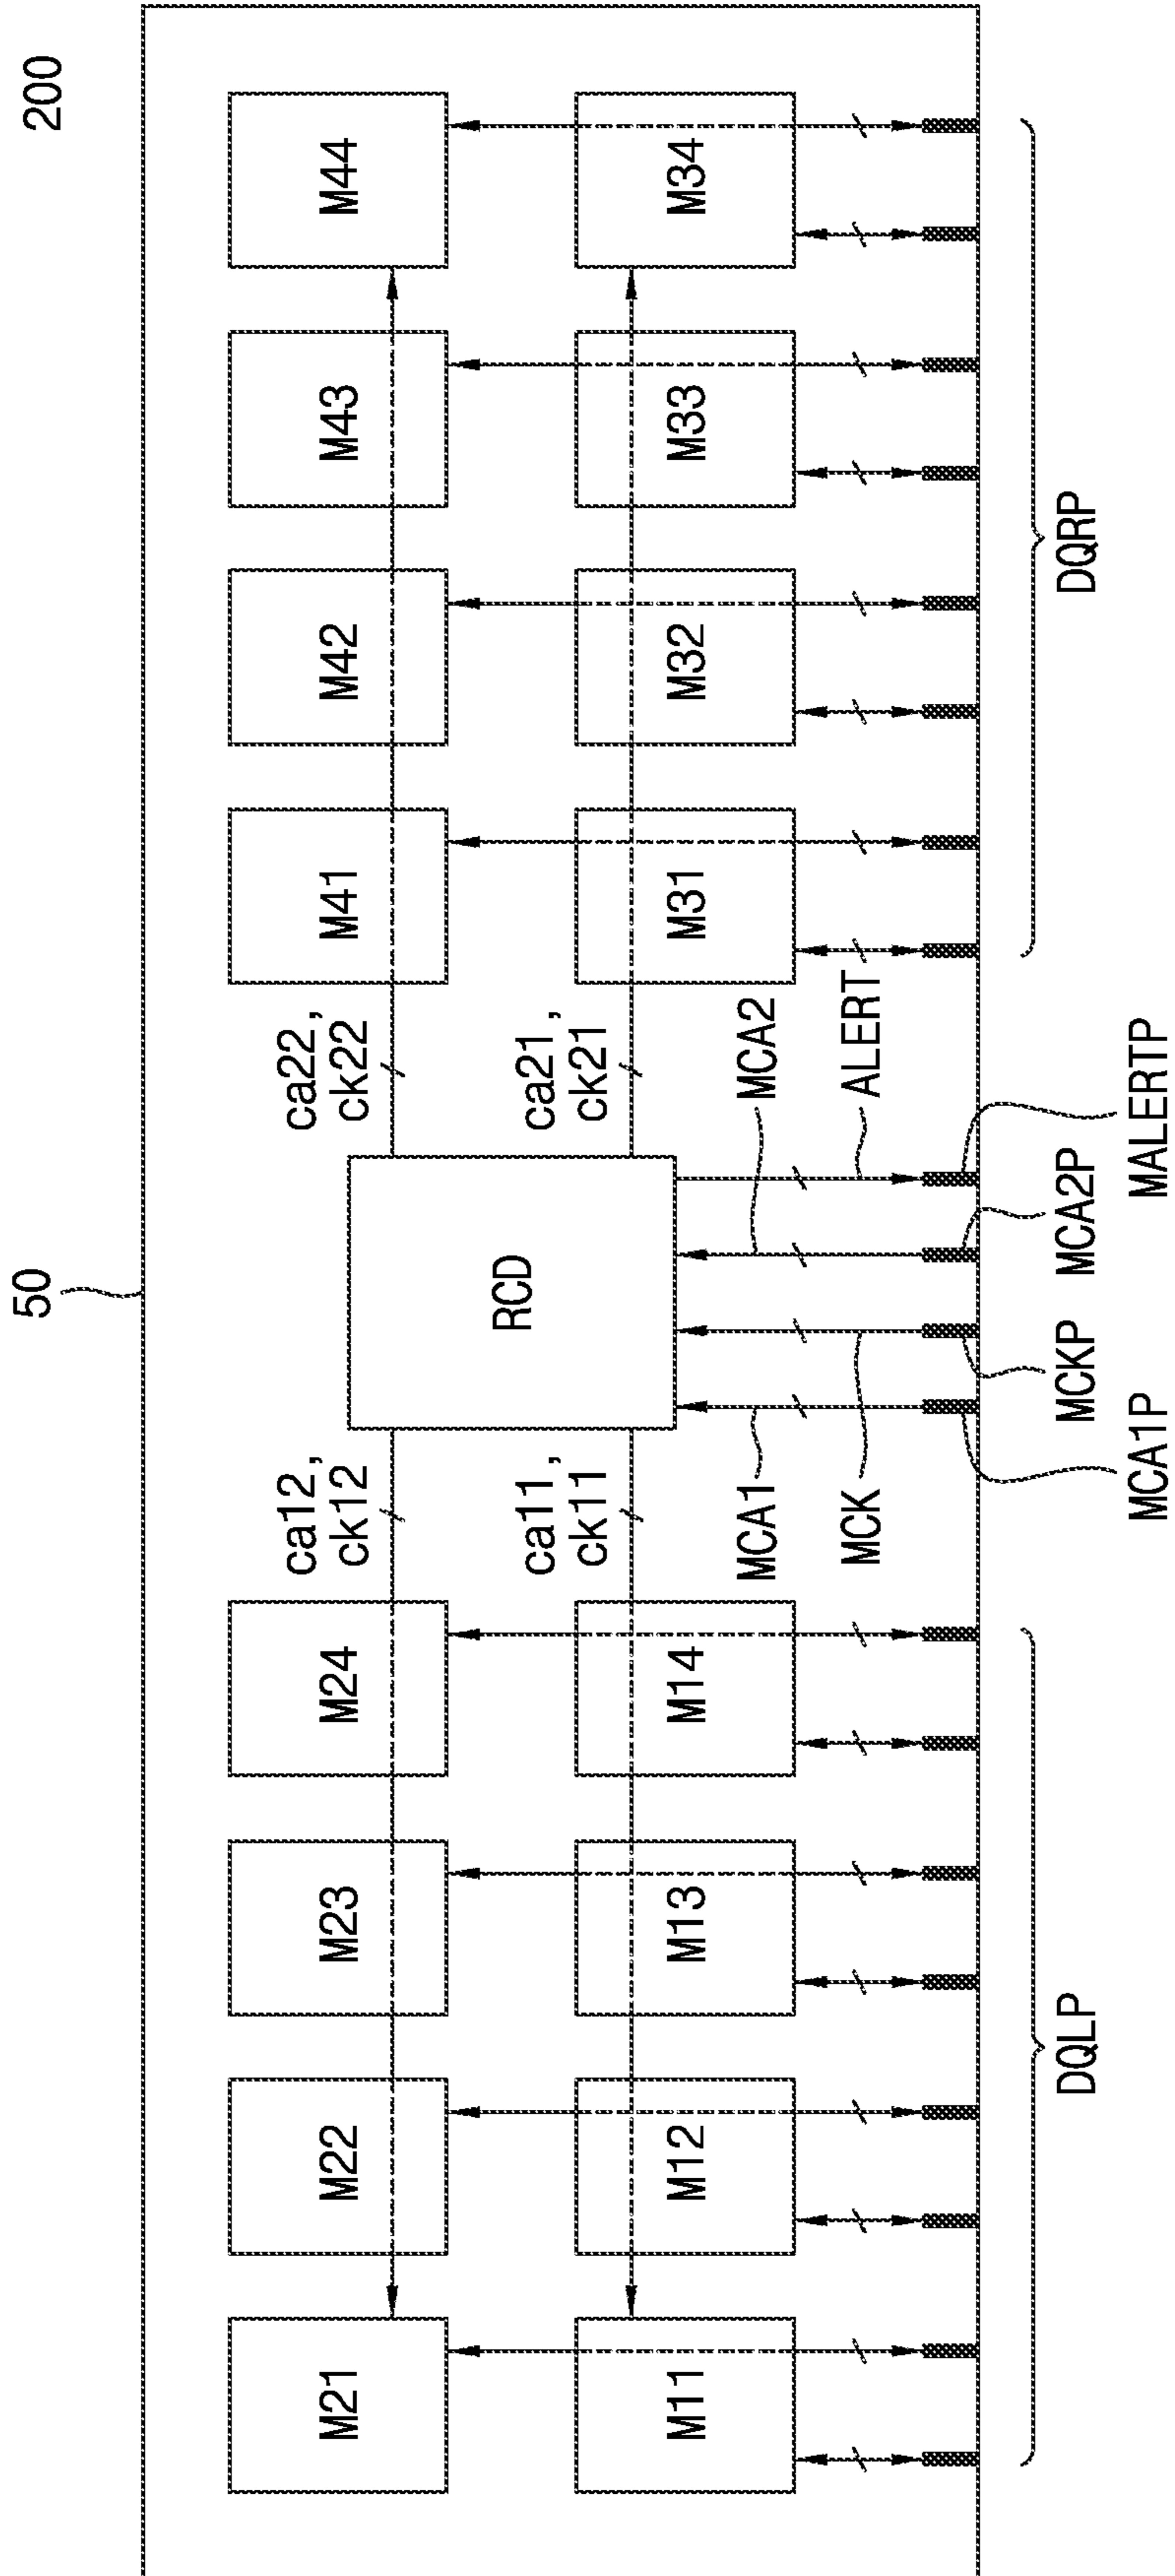 200
50
M21
M22
M23
M24
ca12,
ck12
ca22,
ck22
M41
M42
M43
M44
RCD
M11
M12
M13
M14
ca11,
ck11
ca21,
ck21
M31
M32
M33
M34
MCA1
MCK
MCA2
ALERT
DQLP
MCA1P
MCKP
MCA2P
MALERTP
DQRP